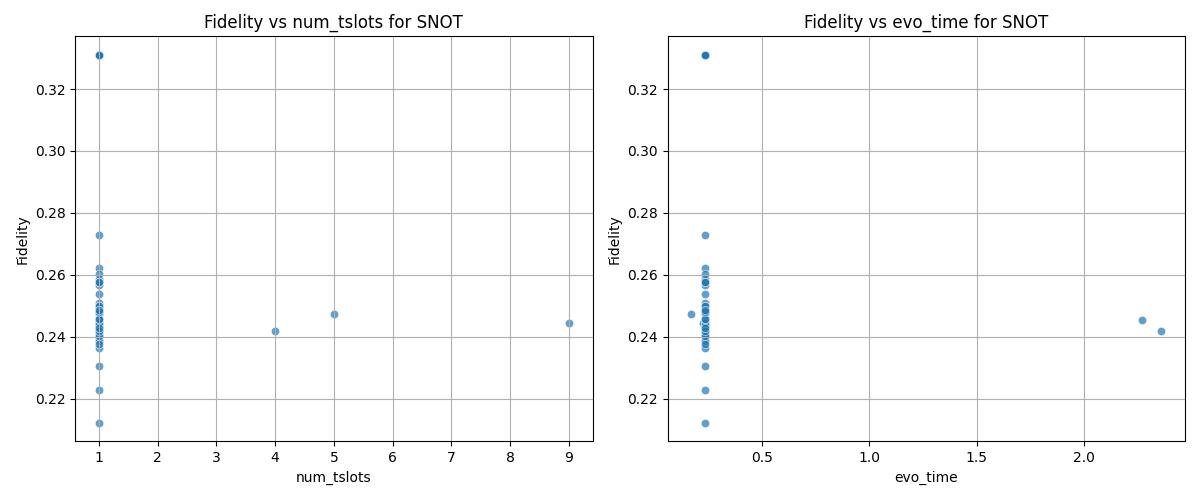 Fidelity vs num_tslots for SNOT
Fidelity
0.32
0.30
0.28
0.26
0.24
0.22
1 2 3 4 5 6 7 8 9
num_tslots
Fidelity vs evo_time for SNOT
Fidelity
0.32
0.30
0.28
0.26
0.24
0.22
0.5 1.0 1.5 2.0
evo_time